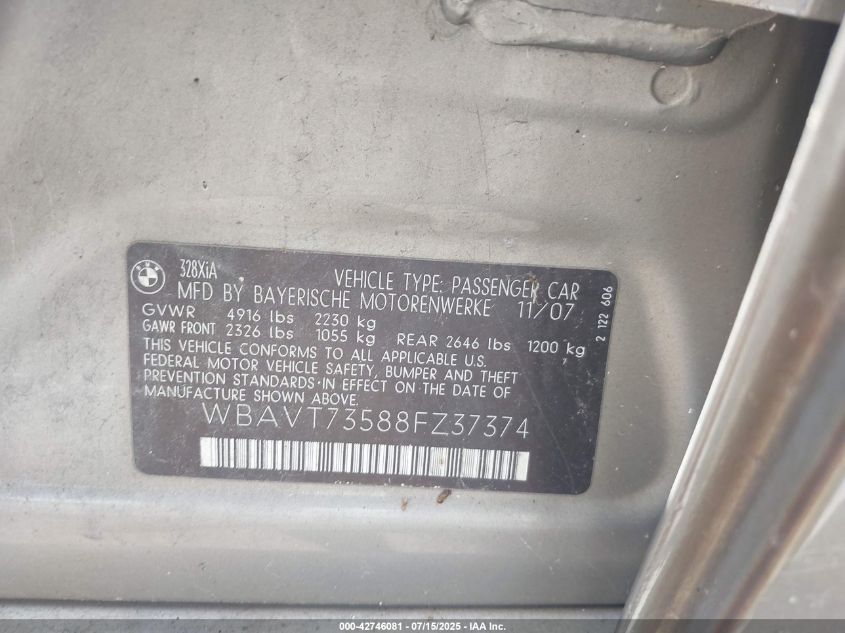 BMW
328XiA
VEHICLE TYPE: PASSENGER CAR
MFD BY BAYERISCHE MOTORENWERKE 11/07
GVWR 4916 lbs 2230 kg
GAWR FRONT 2326 lbs 1055 kg REAR 2646 lbs 1200 kg
THIS VEHICLE CONFORMS TO ALL APPLICABLE U.S.
FEDERAL MOTOR VEHICLE SAFETY, BUMPER AND THEFT
PREVENTION STANDARDS·IN EFFECT ON THE DATE OF
MANUFACTURE SHOWN ABOVE.
WBAVT73588FZ37374
2 122 606
000-42746081 - 07/15/2025 - IAA Inc.